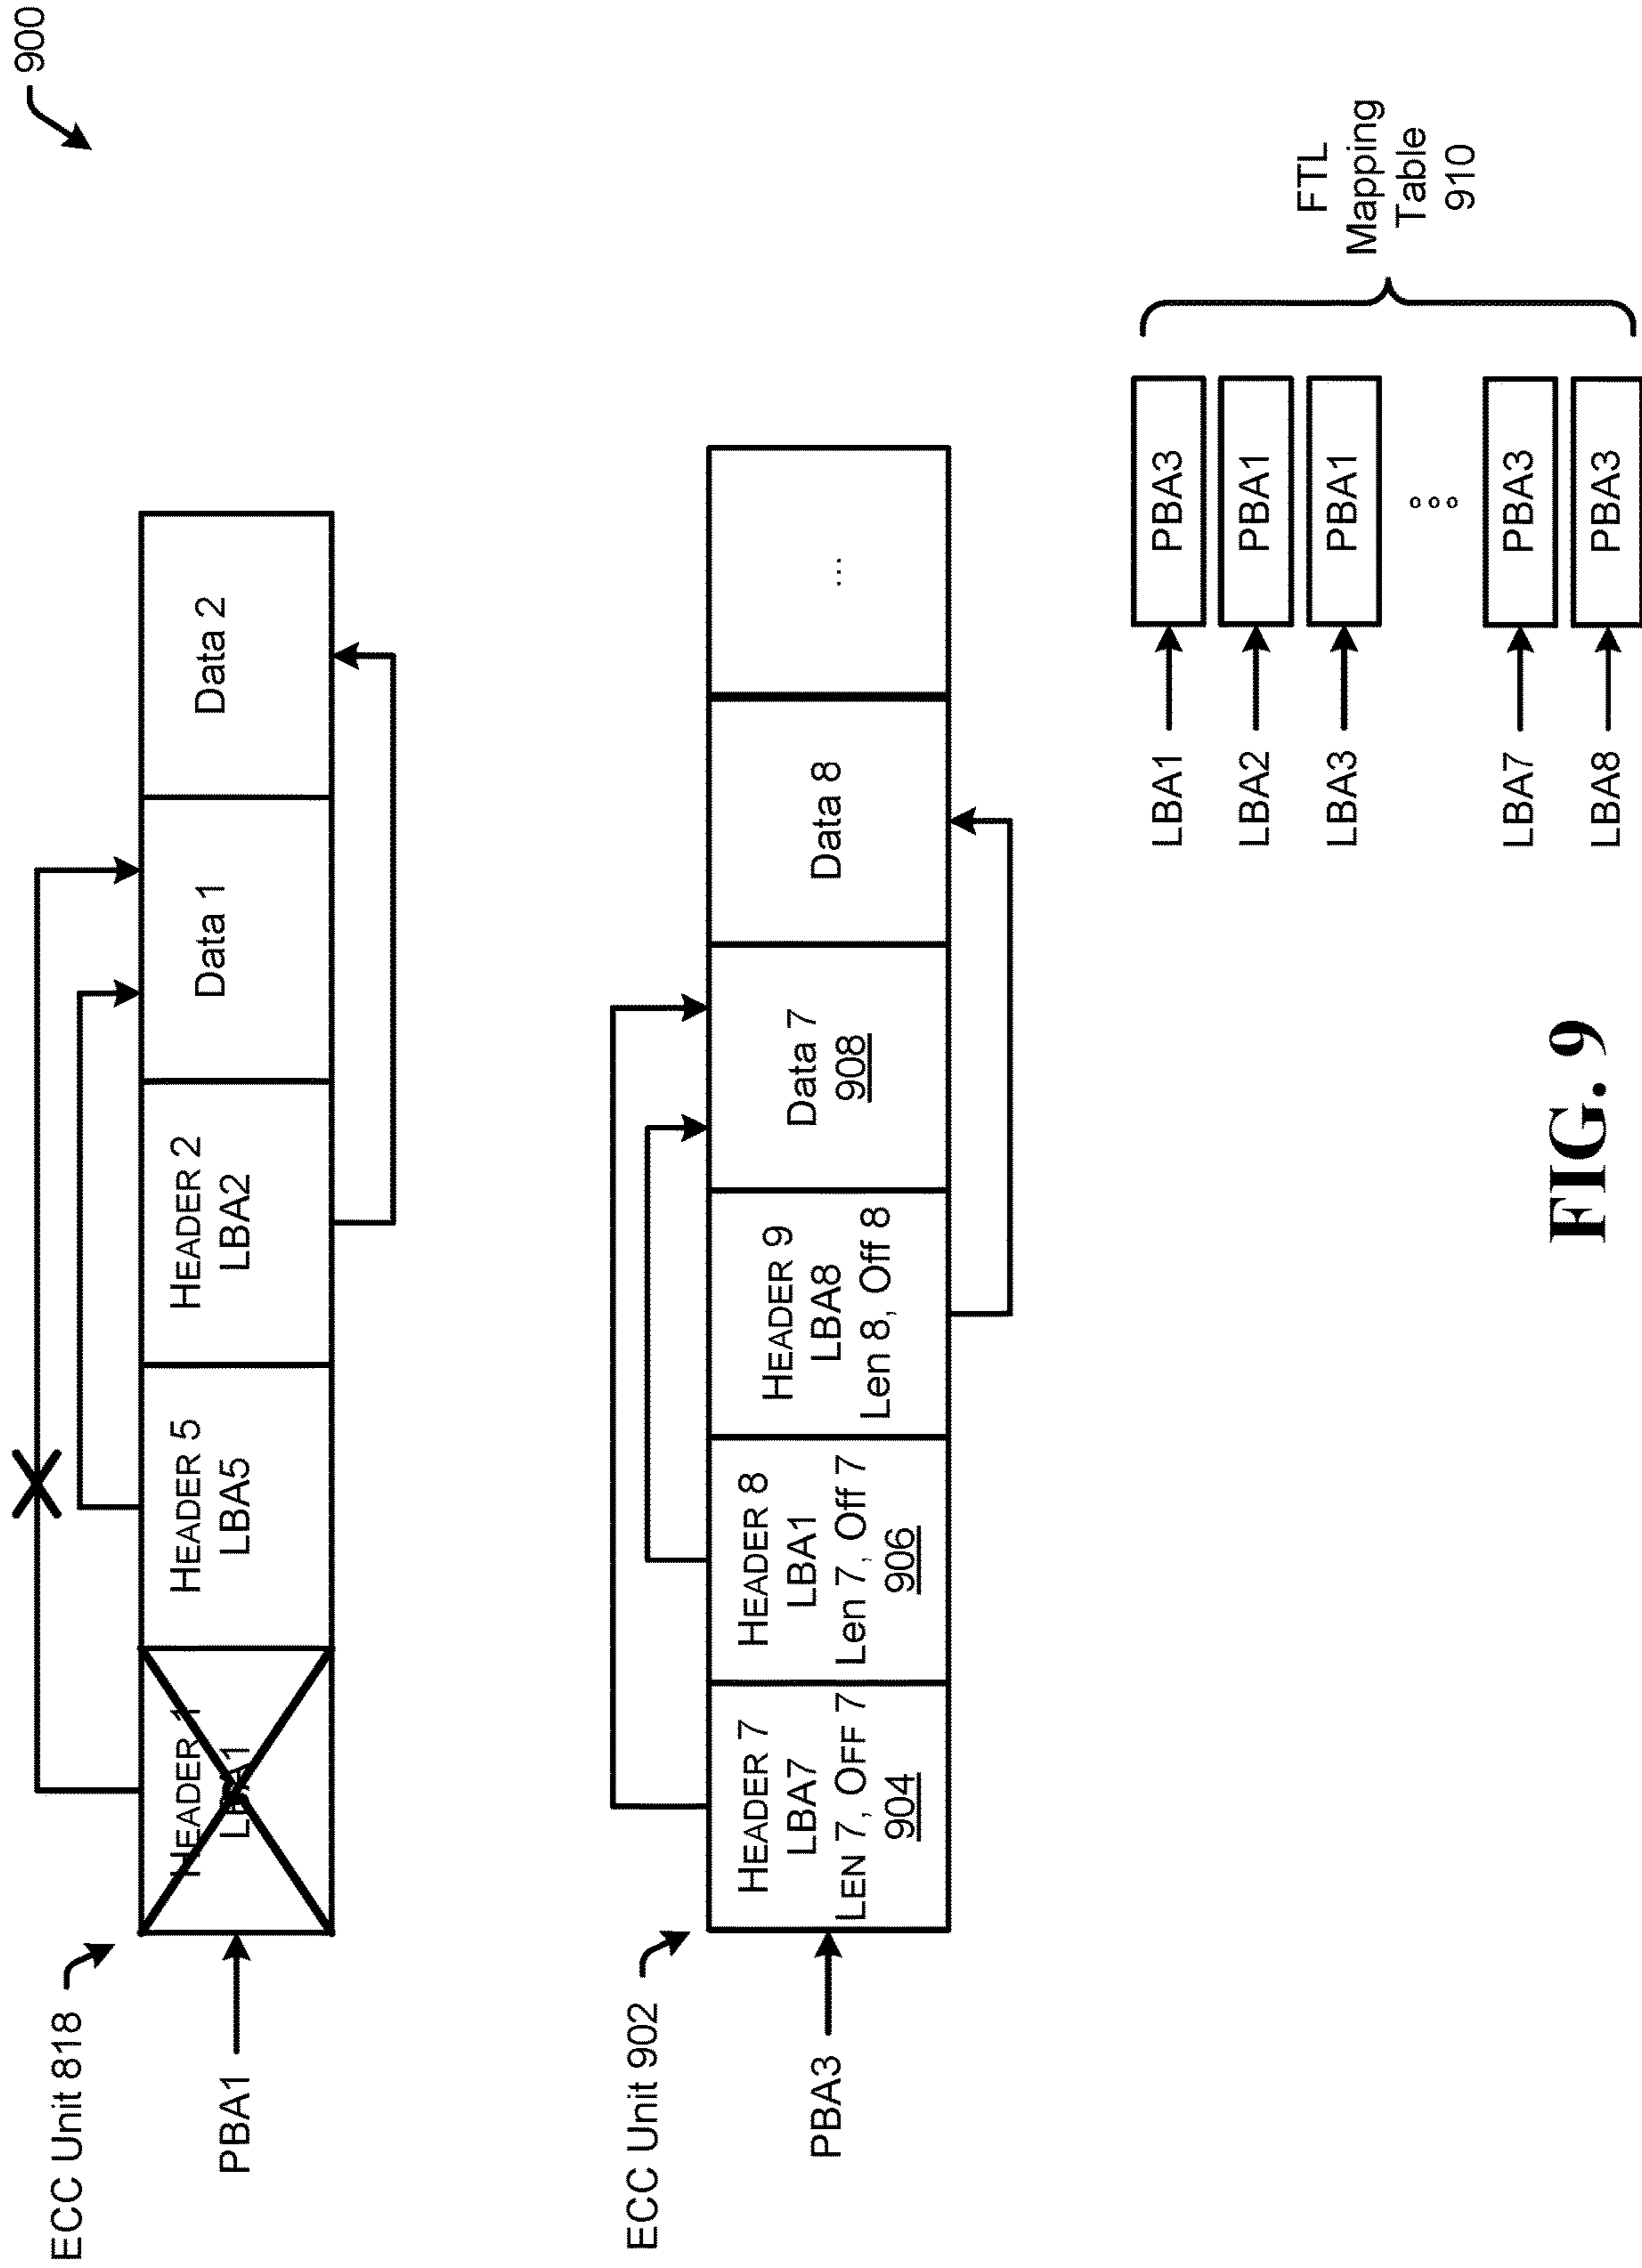 900
ECC Unit 818
PBA1
HEADER 1
LBA1
HEADER 5
LBA5
HEADER 2
LBA2
Data 1
Data 2
ECC Unit 902
PBA3
HEADER 7
LBA7
LEN 7, OFF 7
904
HEADER 8
LBA1
Len 7, Off 7
906
HEADER 9
LBA8
Len 8, Off 8
Data 7
908
Data 8
...
LBA1
PBA3
LBA2
PBA1
LBA3
PBA1
LBA7
PBA3
LBA8
PBA3
FTL
Mapping
Table
910
FIG. 9